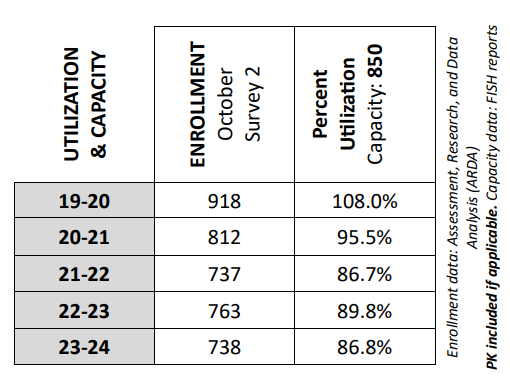 UTILIZATION
& CAPACITY
ENROLLMENT
October
Survey 2
Percent
Utilization
Capacity: 850
19-20 918 108.0%
20-21 812 95.5%
21-22 737 86.7%
22-23 763 89.8%
23-24 738 86.8%
Enrollment data: Assessment, Research, and Data
Analysis (ARDA)
PK included if applicable. Capacity data: FISH reports